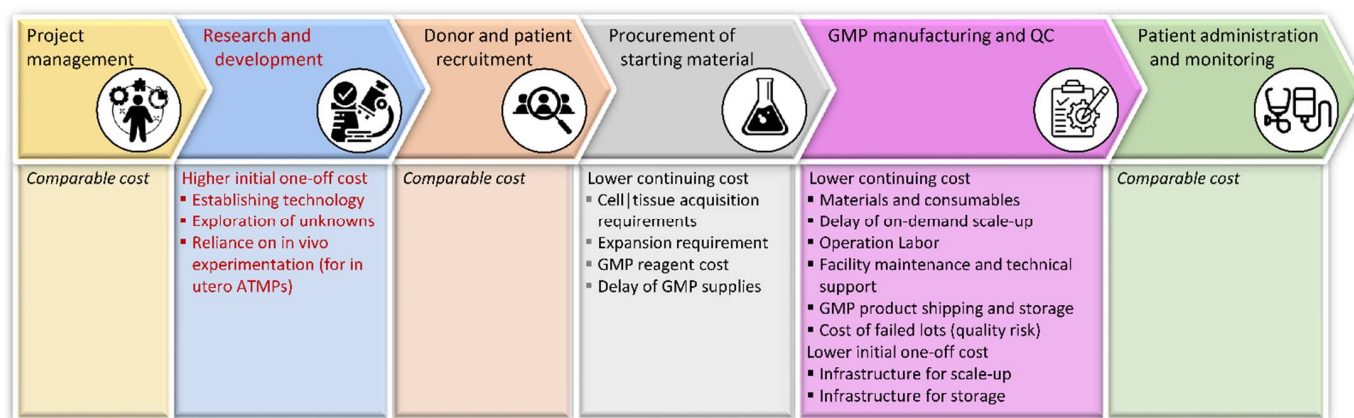 Project
management
Research and
development
Donor and patient
recruitment
Procurement of
starting material
GMP manufacturing and QC
Patient administration
and monitoring
Comparable cost
Higher initial one-off cost
▪ Establishing technology
▪ Exploration of unknowns
▪ Reliance on in vivo
experimentation (for in
utero ATMPs)
Comparable cost
Lower continuing cost
▪ Cell|tissue acquisition
requirements
▪ Expansion requirement
▪ GMP reagent cost
▪ Delay of GMP supplies
Lower continuing cost
▪ Materials and consumables
▪ Delay of on-demand scale-up
▪ Operation Labor
▪ Facility maintenance and technical
support
▪ GMP product shipping and storage
▪ Cost of failed lots (quality risk)
Lower initial one-off cost
▪ Infrastructure for scale-up
▪ Infrastructure for storage
Comparable cost